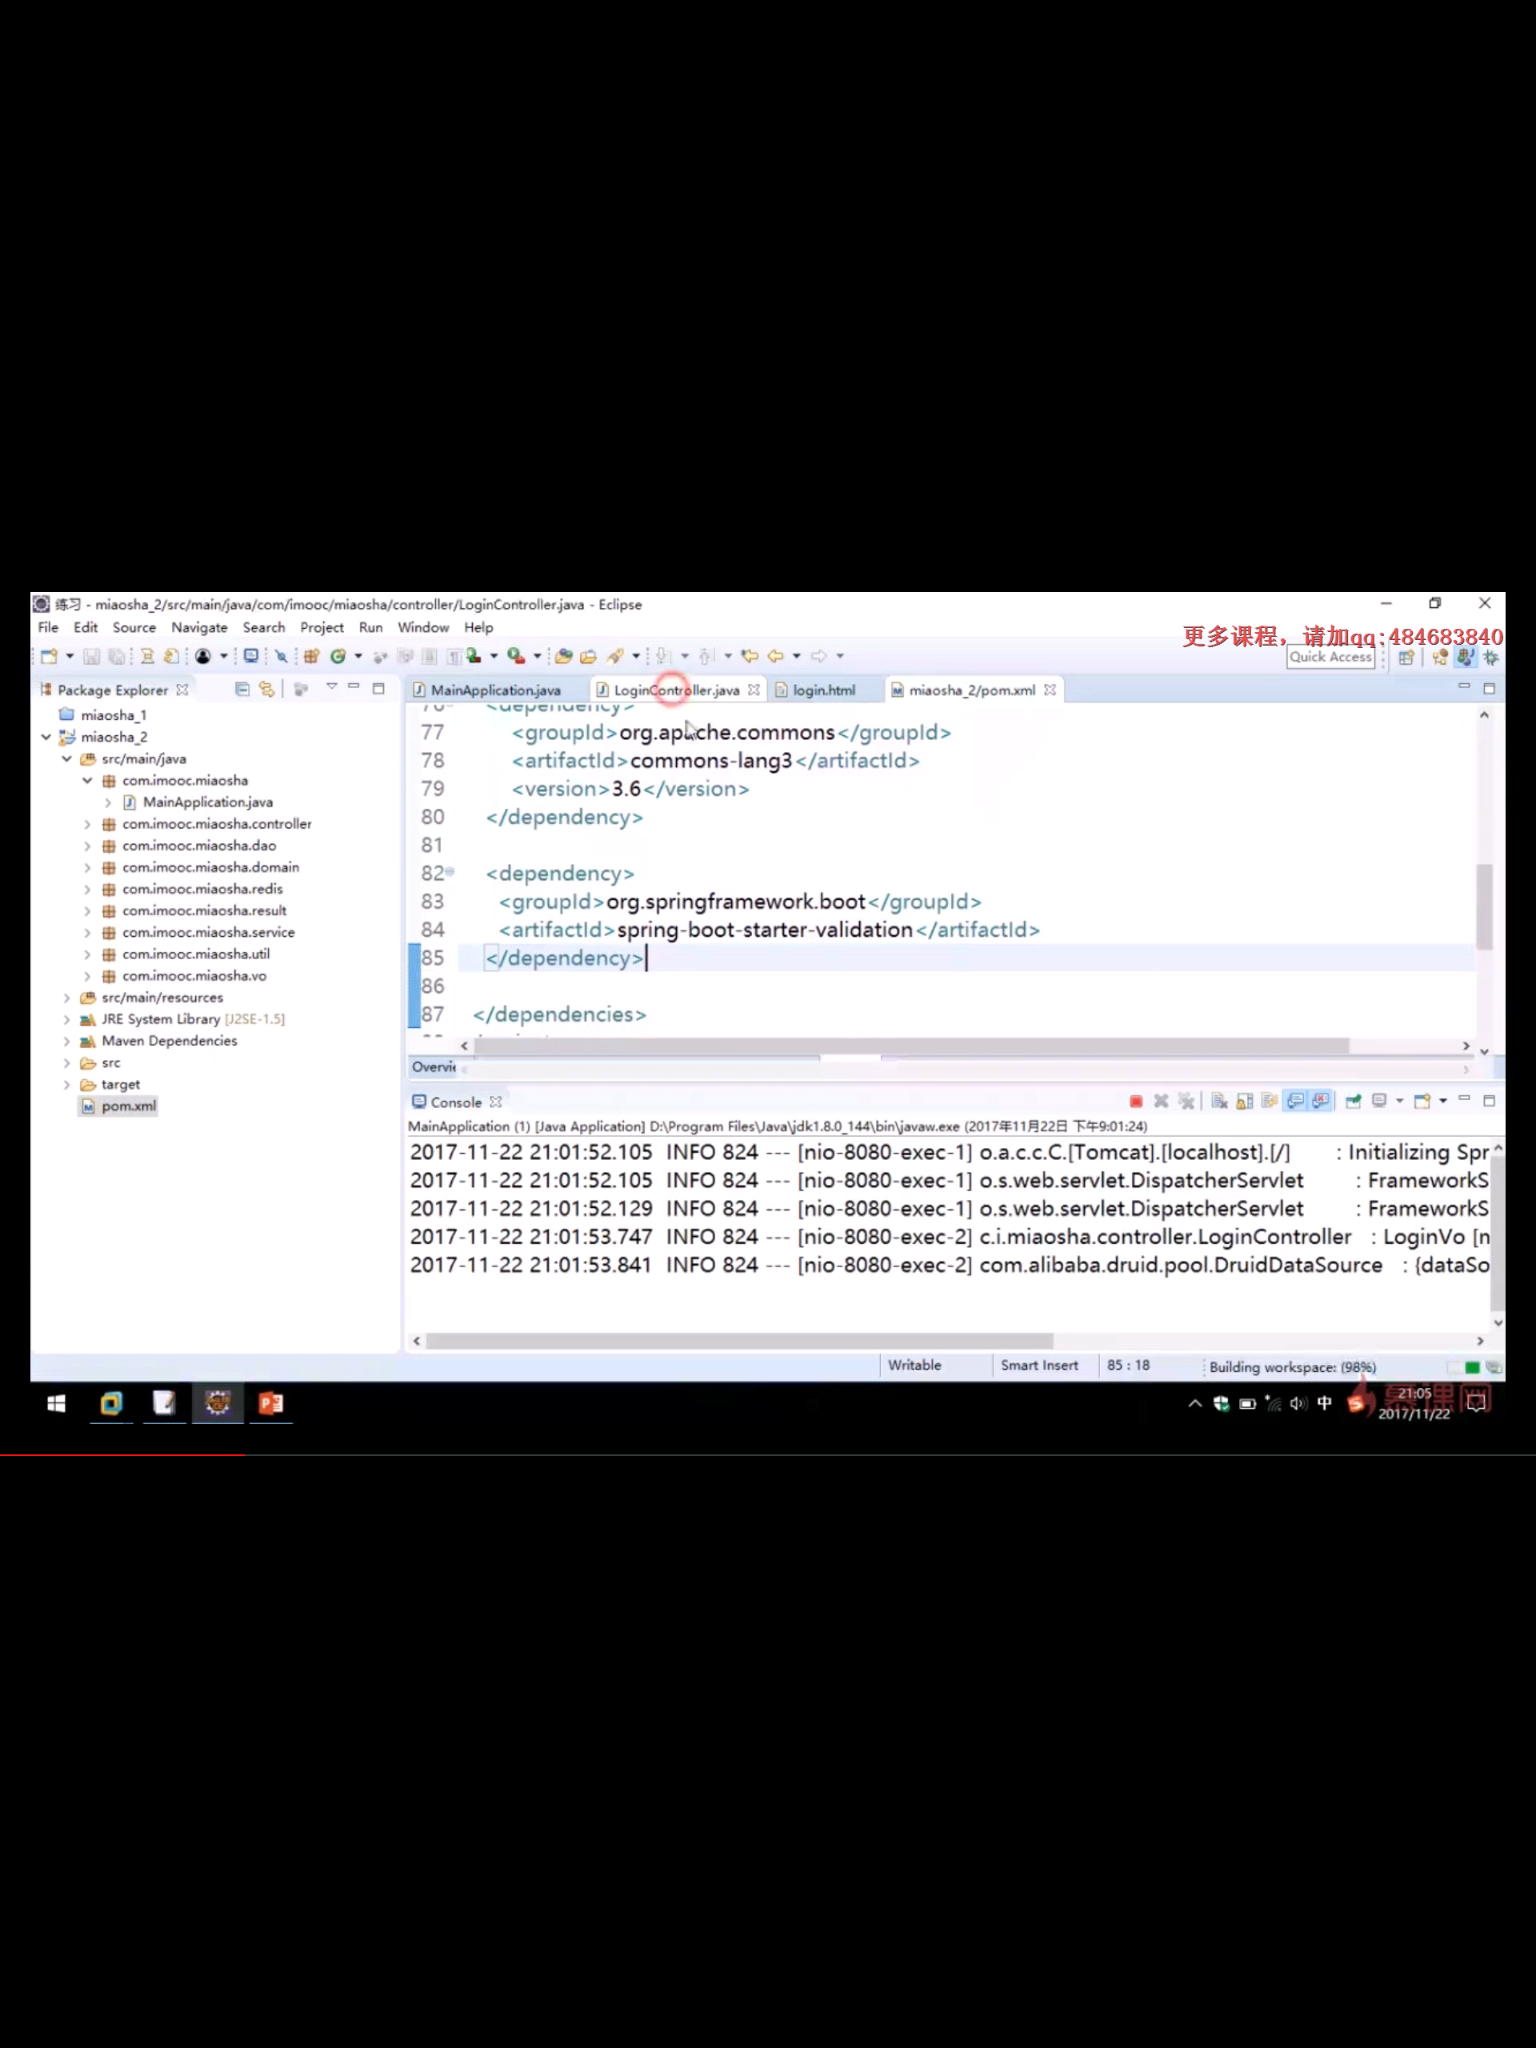 练习 - miaosha_2/src/main/java/com/imooc/miaosha/controller/LoginController.java - Eclipse
File Edit Source Navigate Search Project Run Window Help
更多课程，请加qq:484683840
Quick Access
Package Explorer
miaosha_1
miaosha_2
src/main/java
com.imooc.miaosha
MainApplication.java
com.imooc.miaosha.controller
com.imooc.miaosha.dao
com.imooc.miaosha.domain
com.imooc.miaosha.redis
com.imooc.miaosha.result
com.imooc.miaosha.service
com.imooc.miaosha.util
com.imooc.miaosha.vo
src/main/resources
JRE System Library [J2SE-1.5]
Maven Dependencies
src
target
pom.xml
MainApplication.java LoginController.java login.html miaosha_2/pom.xml
76 <dependency>
77 <groupId>org.apache.commons</groupId>
78 <artifactId>commons-lang3</artifactId>
79 <version>3.6</version>
80 </dependency>
81
82 <dependency>
83 <groupId>org.springframework.boot</groupId>
84 <artifactId>spring-boot-starter-validation</artifactId>
85 </dependency>
86
87 </dependencies>
Overvie
Console
MainApplication (1) [Java Application] D:\Program Files\Java\jdk1.8.0_144\bin\javaw.exe (2017年11月22日 下午9:01:24)
2017-11-22 21:01:52.105 INFO 824 --- [nio-8080-exec-1] o.a.c.c.C.[Tomcat].[localhost].[/] : Initializing Spr
2017-11-22 21:01:52.105 INFO 824 --- [nio-8080-exec-1] o.s.web.servlet.DispatcherServlet : FrameworkS
2017-11-22 21:01:52.129 INFO 824 --- [nio-8080-exec-1] o.s.web.servlet.DispatcherServlet : FrameworkS
2017-11-22 21:01:53.747 INFO 824 --- [nio-8080-exec-2] c.i.miaosha.controller.LoginController : LoginVo [n
2017-11-22 21:01:53.841 INFO 824 --- [nio-8080-exec-2] com.alibaba.druid.pool.DruidDataSource : {dataSo
Writable Smart Insert 85 : 18 Building workspace: (98%)
中
慕课网
21:05
2017/11/22